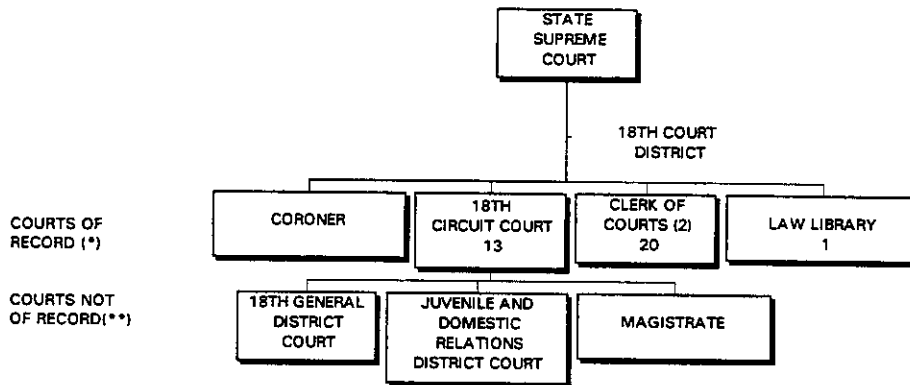 STATE
SUPREME
COURT
18TH COURT
DISTRICT
COURTS OF
RECORD (*)
CORONER
18TH
CIRCUIT COURT
13
CLERK OF
COURTS (2)
20
LAW LIBRARY
1
COURTS NOT
OF RECORD(**)
18TH GENERAL
DISTRICT
COURT
JUVENILE AND
DOMESTIC
RELATIONS
DISTRICT COURT
MAGISTRATE